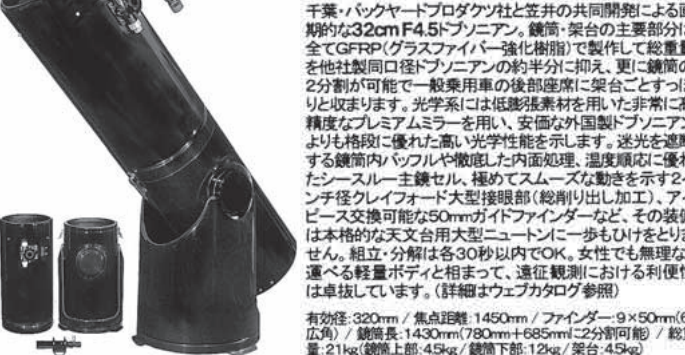 千葉・バックヤードプロダクツ社と笠井の共同開発による画
期的な32cm F4.5ドブソニアン。鏡筒・架台の主要部分は
全てGFRP(グラスファイバー強化樹脂)で製作して総重量
を他社製同口径ドブソニアンの約半分に抑え、更に鏡筒の
2分割が可能で一般乗用車の後部座席に架台ごとすっぽ
りと収まります。光学系には低膨張素材を用いた非常に高
精度なプレミアムミラーを用い、安価な外国製ドブソニアン
よりも格段に優れた高い光学性能を示します。迷光を遮断
する鏡筒内バッフルや徹底した内面処理、温度順応に優れ
たシースルー主鏡セル、極めてスムーズな動きを示す2イ
ンチ径クレイフォード大型接眼部(総削り出し加工)、アイ
ピース交換可能な50mmガイドファインダーなど、その装備
は本格的な天文台用大型ニュートンに一歩もひけをとりま
せん。組立・分解は各30秒以内でOK。女性でも無理なく
運べる軽量ボディと相まって、遠征観測における利便性
は卓抜しています。(詳細はウェブカタログ参照)
有効径:320mm / 焦点距離:1450mm / ファインダー:9×50mm(6
広角) / 鏡筒長:1430mm(780mm+685mmに2分割可能) / 総重
量:21kg(鏡筒上部:4.5kg / 鏡筒下部:12kg / 架台:4.5kg)